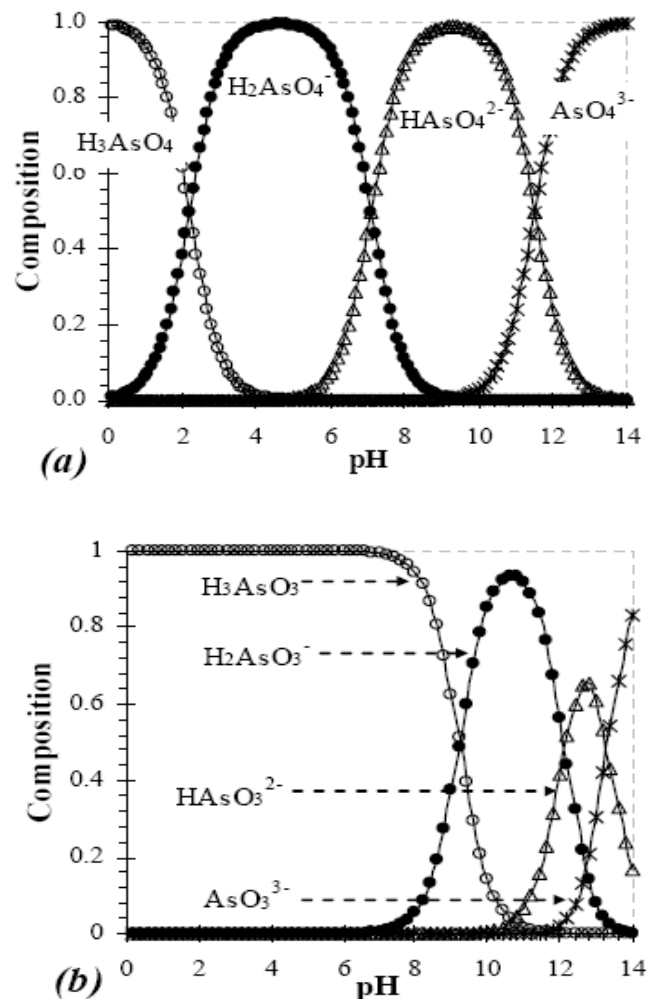 1.0
H₂AsO₄⁻
HAsO₄²⁻
AsO₄³⁻
0.8
H₃AsO₄
0.6
Composition
0.4
0.2
0.0
0 2 4 6 8 10 12 14
(a)
pH
1
H₃AsO₃
0.8
H₂AsO₃⁻
0.6
Composition
0.4
HAsO₃²⁻
0.2
AsO₃³⁻
0
0 2 4 6 8 10 12 14
(b)
pH